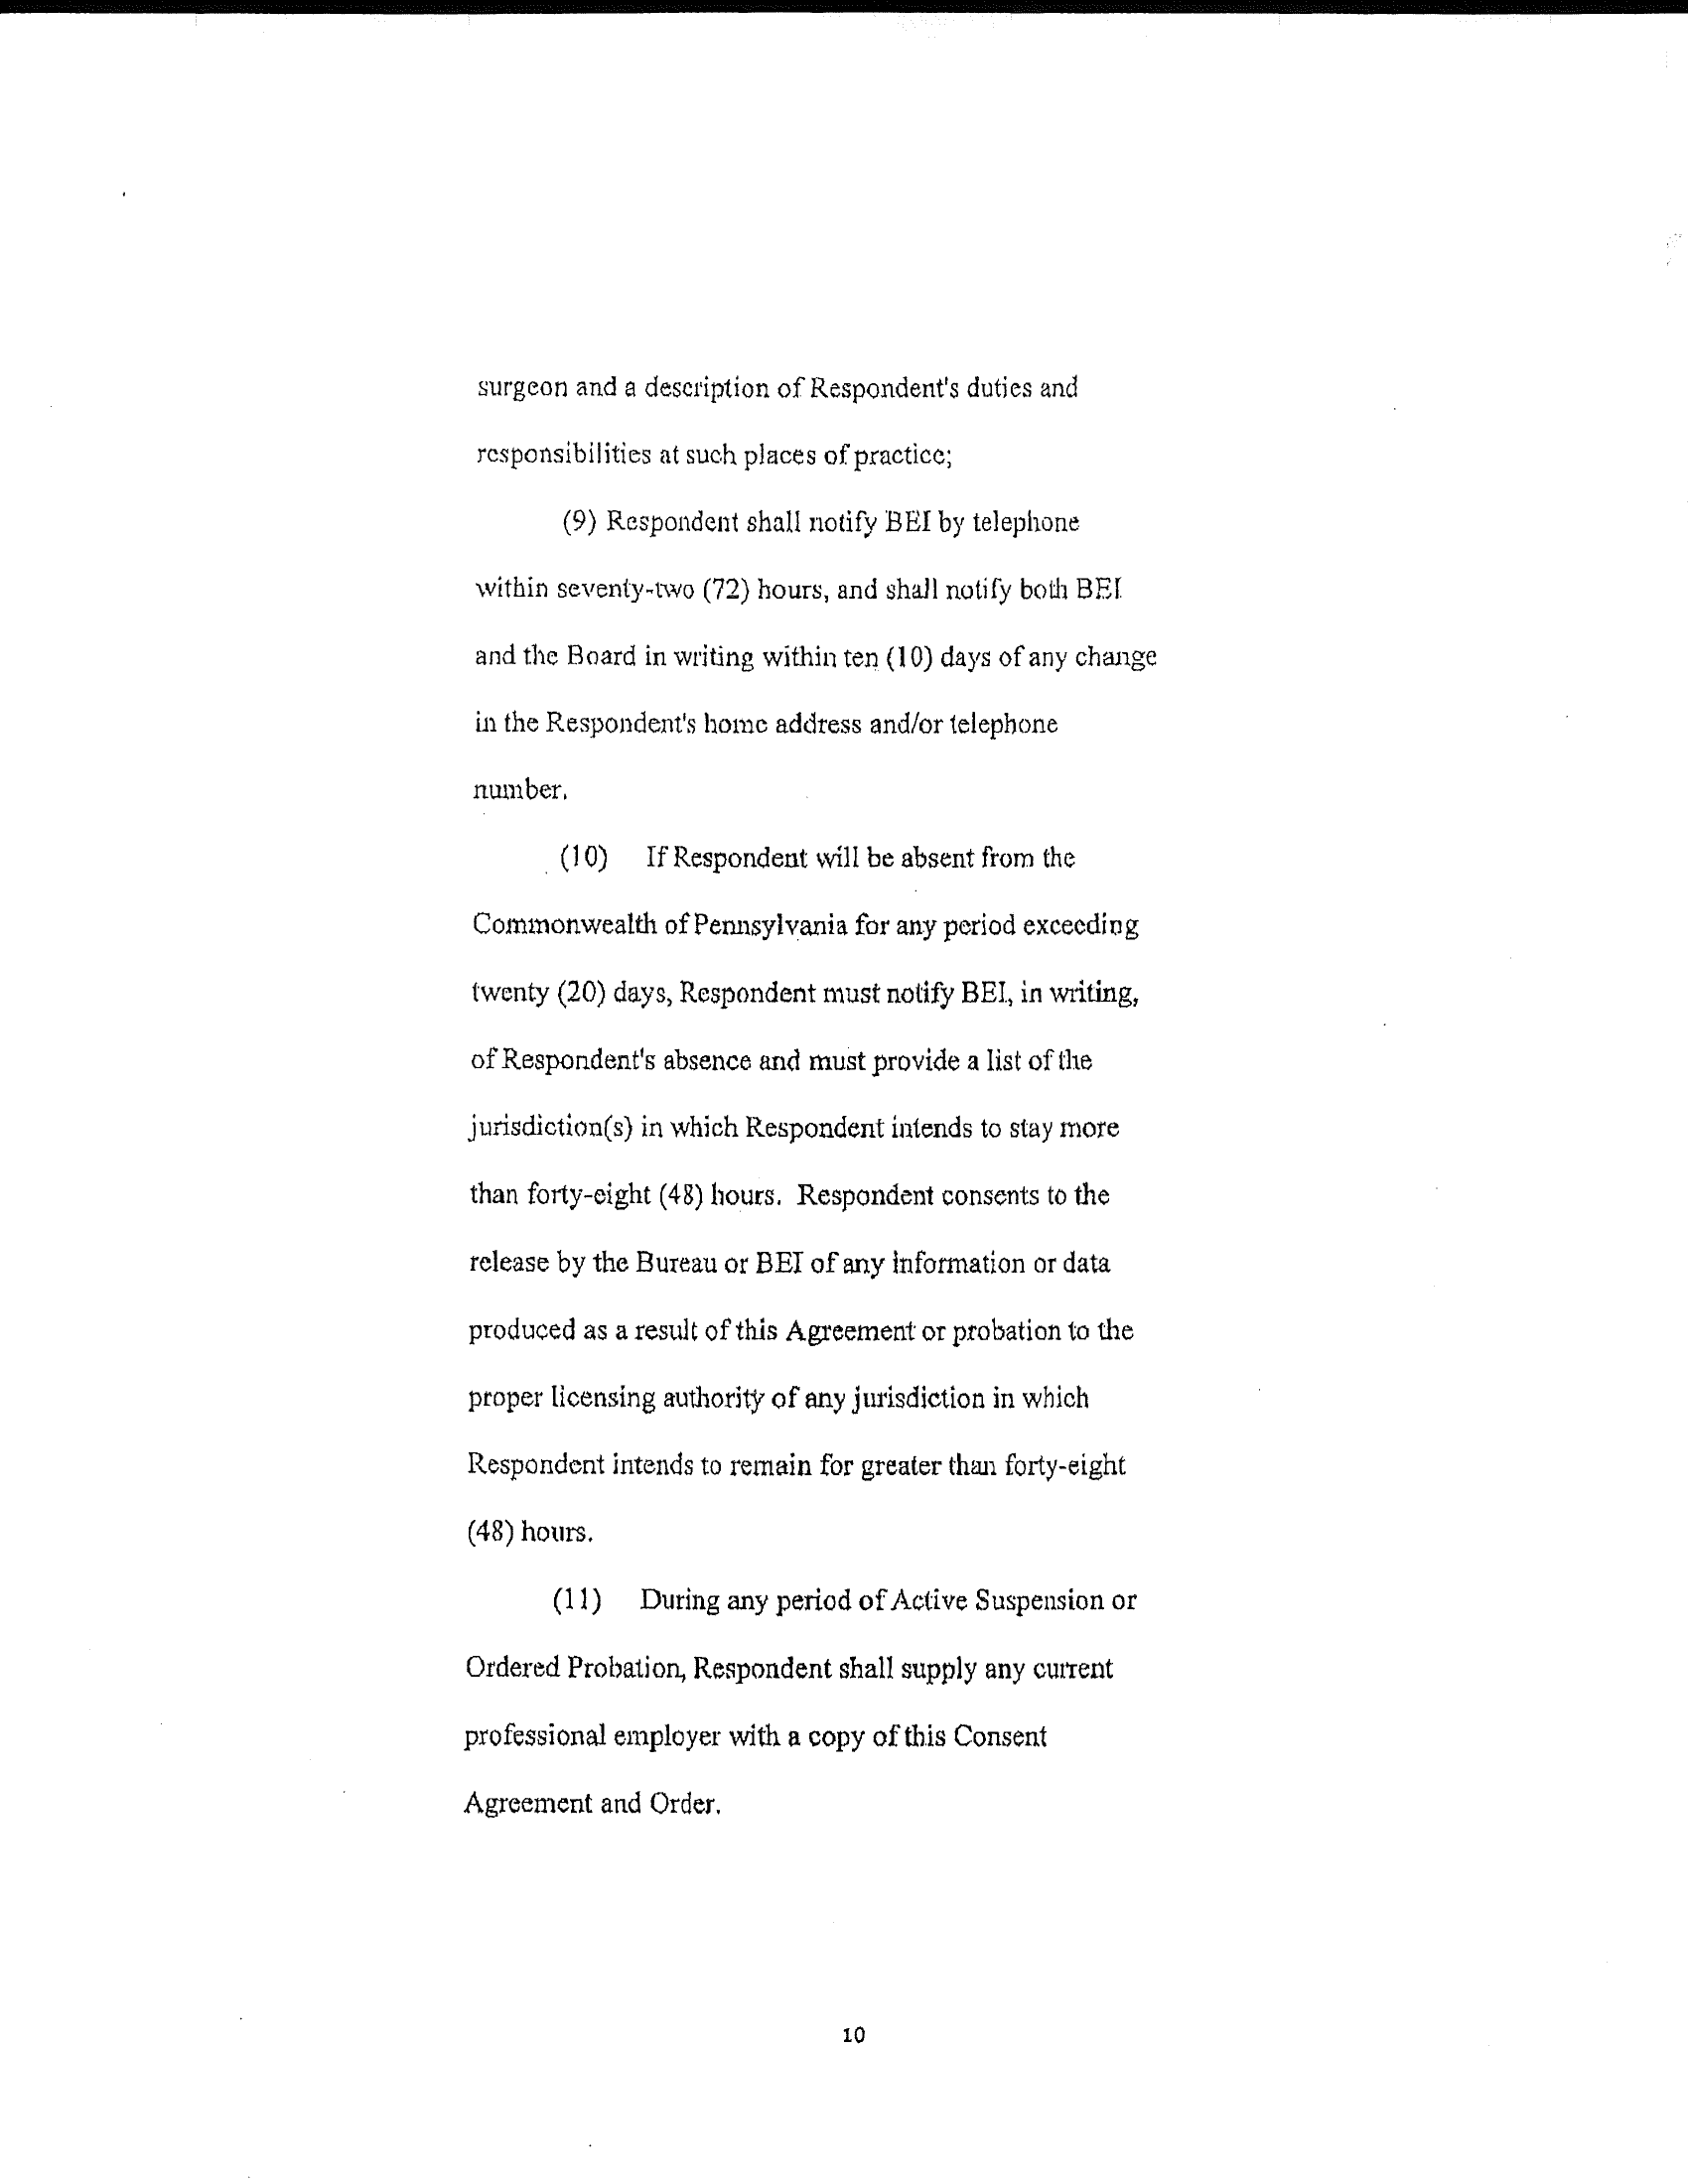 surgeon and a description of Respondent's duties and
responsibilities at such places of practice;
(9) Respondent shall notify BEI by telephone
within seventy-two (72) hours, and shall notify both BEI
and the Board in writing within ten (10) days of any change
in the Respondent's home address and/or telephone
number.
(10) If Respondent will be absent from the
Commonwealth of Pennsylvania for any period exceeding
twenty (20) days, Respondent must notify BEI, in writing,
of Respondent's absence and must provide a list of the
jurisdiction(s) in which Respondent intends to stay more
than forty-eight (48) hours. Respondent consents to the
release by the Bureau or BEI of any information or data
produced as a result of this Agreement or probation to the
proper licensing authority of any jurisdiction in which
Respondent intends to remain for greater than forty-eight
(48) hours.
(11) During any period of Active Suspension or
Ordered Probation, Respondent shall supply any current
professional employer with a copy of this Consent
Agreement and Order.
10